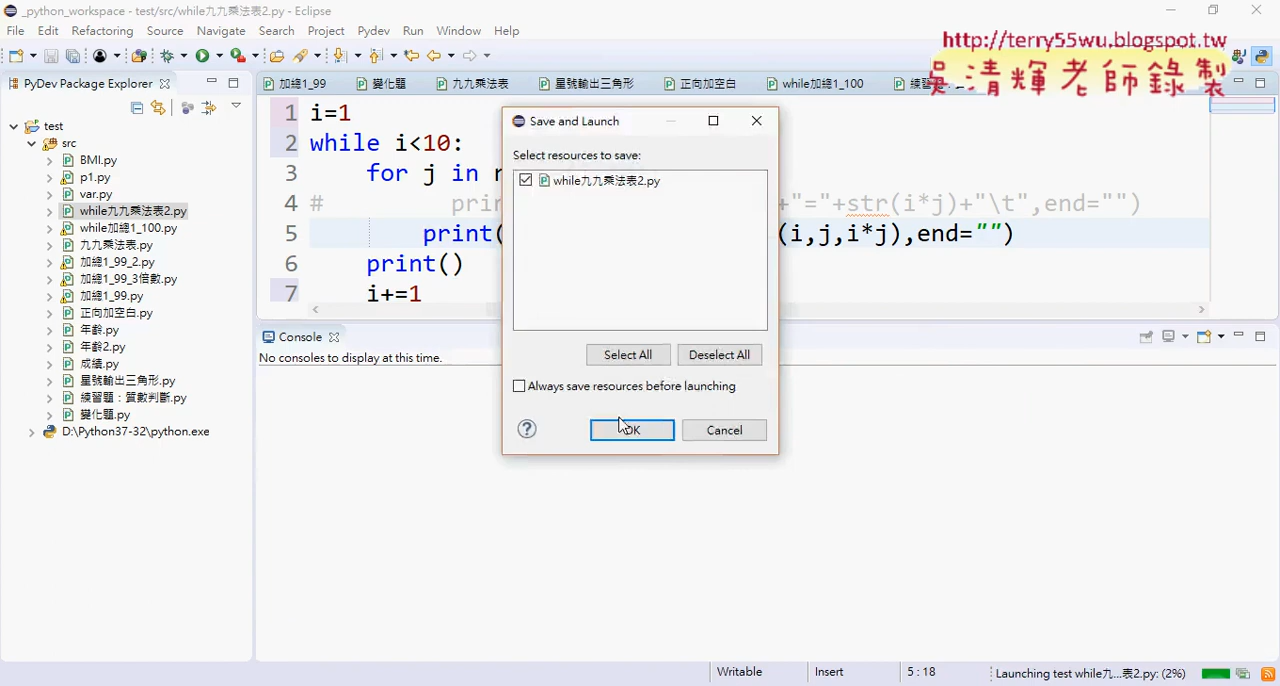 _python_workspace - test/src/while九九乘法表2.py - Eclipse
File Edit Refactoring Source Navigate Search Project Pydev Run Window Help
http://terry55wu.blogspot.tw
吳清輝老師錄製
PyDev Package Explorer
test
src
BMI.py
p1.py
var.py
while九九乘法表2.py
while加總1_100.py
九九乘法表.py
加總1_99_2.py
加總1_99_3倍數.py
加總1_99.py
正向加空白.py
年齡.py
年齡2.py
成績.py
星號輸出三角形.py
練習題：質數判斷.py
變化題.py
D:\Python37-32\python.exe
加總1_99 變化題 九九乘法表 星號輸出三角形 正向加空白 while加總1_100
1 i=1
2 while i<10:
3 for j in
4 # +"="+str(i*j)+"\t",end="")
5 print( (i,j,i*j),end="")
6 print()
7 i+=1
Save and Launch
Select resources to save:
while九九乘法表2.py
Select All Deselect All
Always save resources before launching
OK Cancel
Console
No consoles to display at this time.
Writable Insert 5 : 18 Launching test while九...表2.py: (2%)